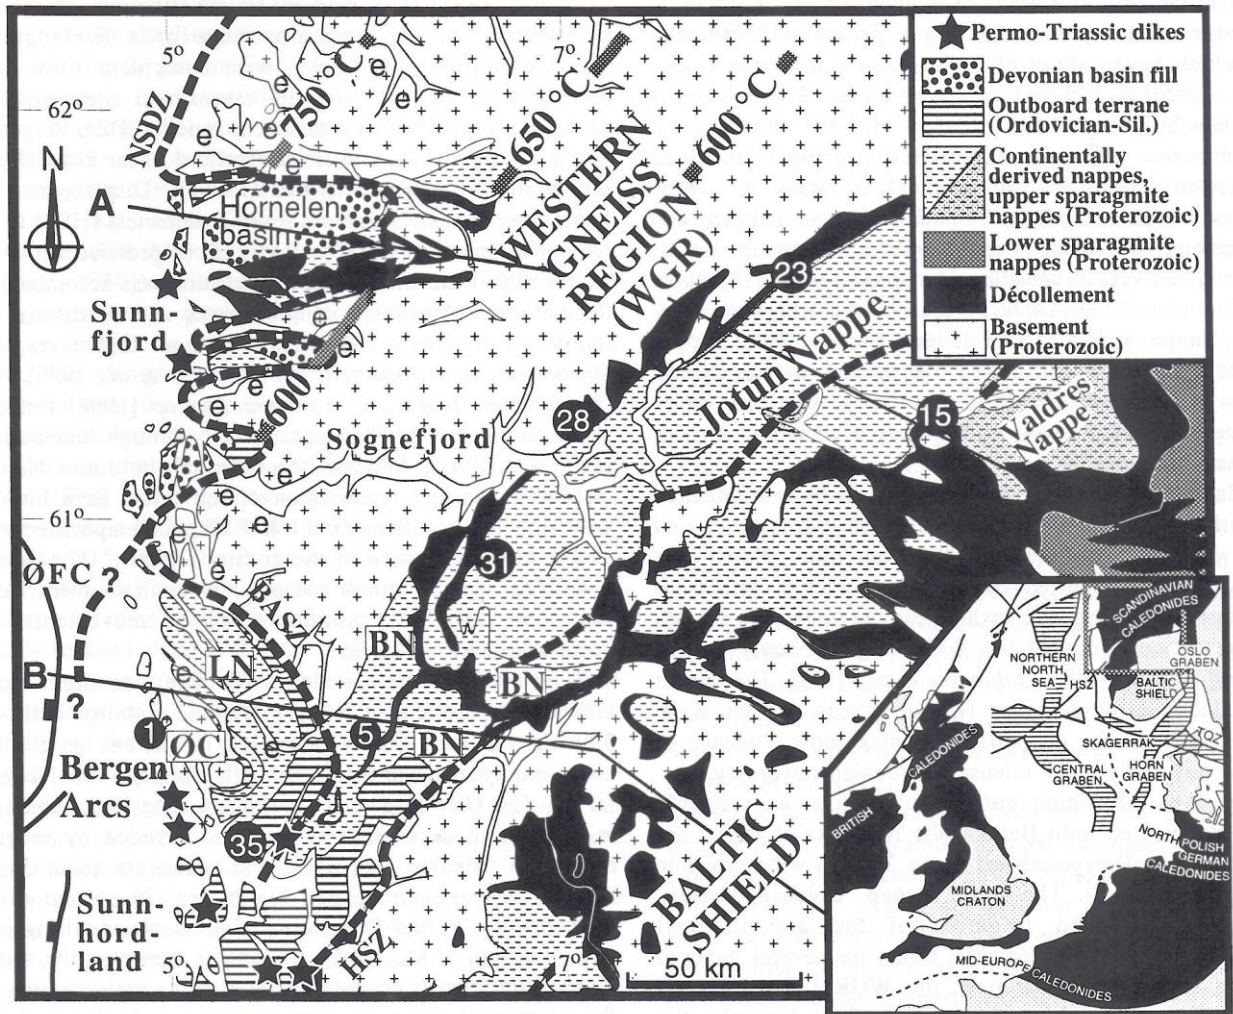 Permo-Triassic dikes
Devonian basin fill
Outboard terrane
(Ordovician-Sil.)
Continentally
derived nappes,
upper sparagmite
nappes (Proterozoic)
Lower sparagmite
nappes (Proterozoic)
Décollement
Basement
(Proterozoic)
5°
7°
62°
N
NSDZ
e
e
e
e
e
750°C
650°C
600°C
A
Hornelen
basin
WESTERN
GNEISS
REGION
(WGR)
23
Sunn-
fjord
e
e
600
28
Jotun Nappe
15
Valdres
Nappe
Sognefjord
e
e
61°
e
e
31
ØFC
?
BASZ
BN
W
LN
BN
B
?
1
ØC
e
5
BN
Bergen
Arcs
35
BALTIC
SHIELD
Sunn-
hord-
land
HSZ
5°
7°
50 km
SCANDINAVIAN
CALEDONIDES
OSLO
GRABEN
NORTHERN
NORTH
SEA
HSZ
BALTIC
SHIELD
TOZ
SKAGERRAK
CENTRAL
GRABEN
HORN
GRABEN
BRITISH CALEDONIDES
NORTH
POLISH
GERMAN
CALEDONIDES
MIDLANDS
CRATON
MID-EUROPE CALEDONIDES